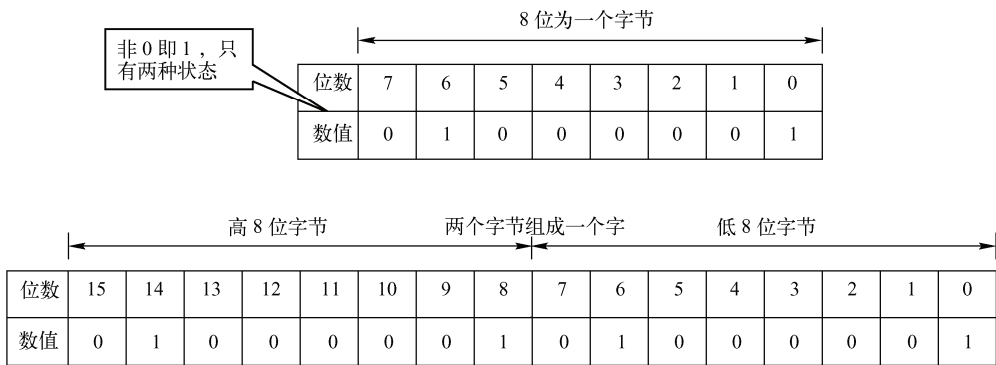 8位为一个字节
非0即1，只
有两种状态
位数 7 6 5 4 3 2 1 0
数值 0 1 0 0 0 0 0 1
高8位字节 两个字节组成一个字 低8位字节
位数 15 14 13 12 11 10 9 8 7 6 5 4 3 2 1 0
数值 0 1 0 0 0 0 0 1 0 1 0 0 0 0 0 1